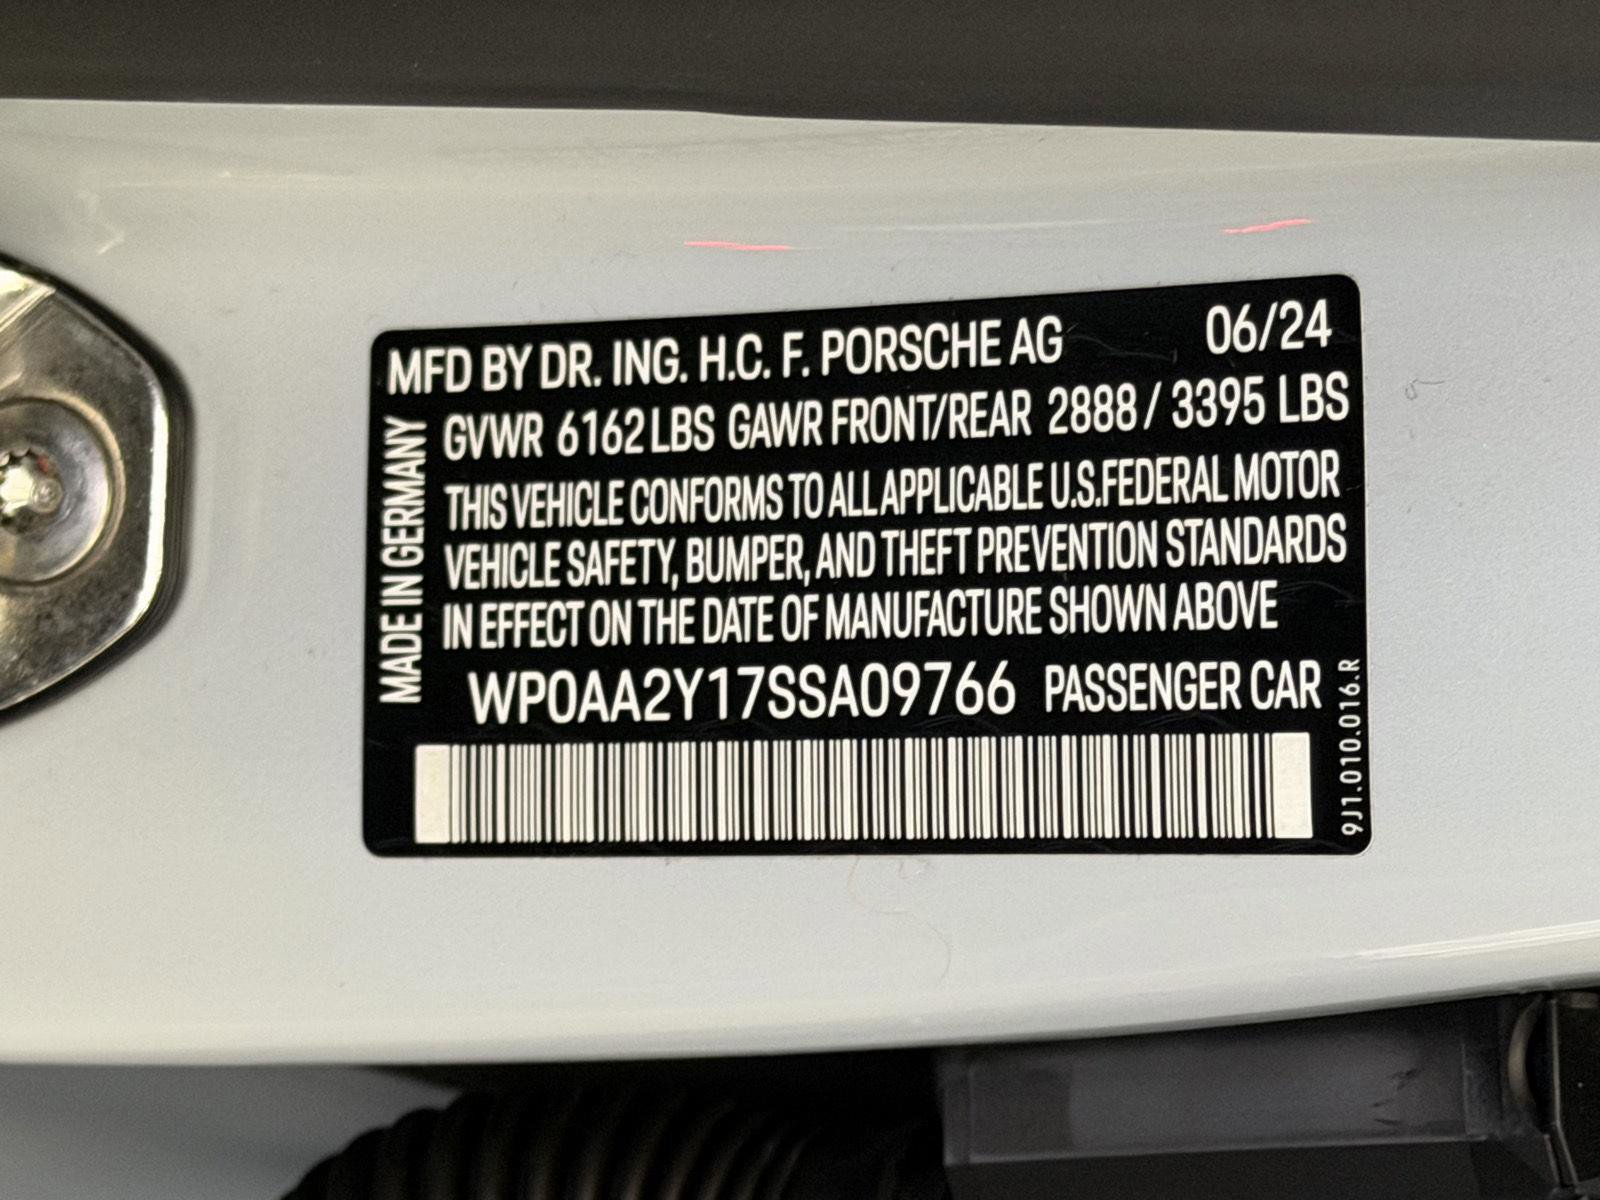 MFD BY DR. ING. H.C. F. PORSCHE AG 06/24
GVWR 6162 LBS GAWR FRONT/REAR 2888 / 3395 LBS
THIS VEHICLE CONFORMS TO ALL APPLICABLE U.S. FEDERAL MOTOR
VEHICLE SAFETY, BUMPER, AND THEFT PREVENTION STANDARDS
IN EFFECT ON THE DATE OF MANUFACTURE SHOWN ABOVE
WP0AA2Y17SSA09766 PASSENGER CAR
MADE IN GERMANY
9J1.010.016.R